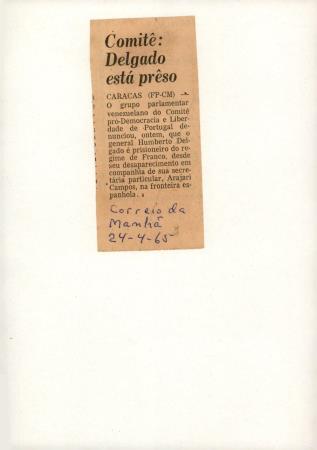 Comitê:
Delgado
está prêso
CARACAS (FP-CM) —
O grupo parlamentar
venezuelano do Comitê
pró-Democracia e Liber-
dade de Portugal de-
nunciou, ontem, que o
general Humberto Del-
gado é prisioneiro do re-
gime de Franco, desde
seu desaparecimento em
companhia de sua secre-
tária particular, Arajari
Campos, na fronteira es-
panhola.
Correio da
Manhã
24-4-65